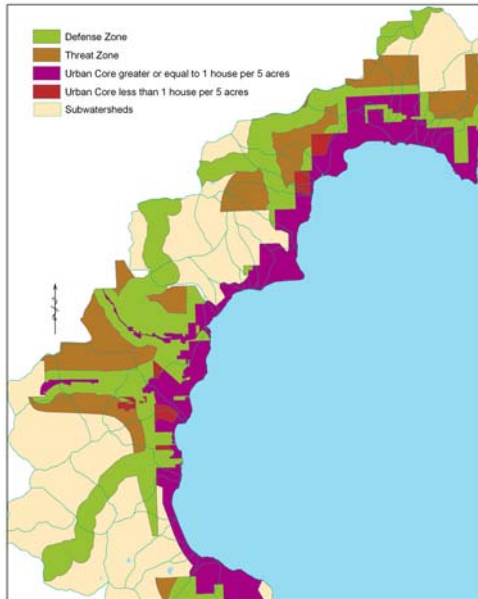 Defense Zone
Threat Zone
Urban Core greater or equal to 1 house per 5 acres
Urban Core less than 1 house per 5 acres
Subwatersheds